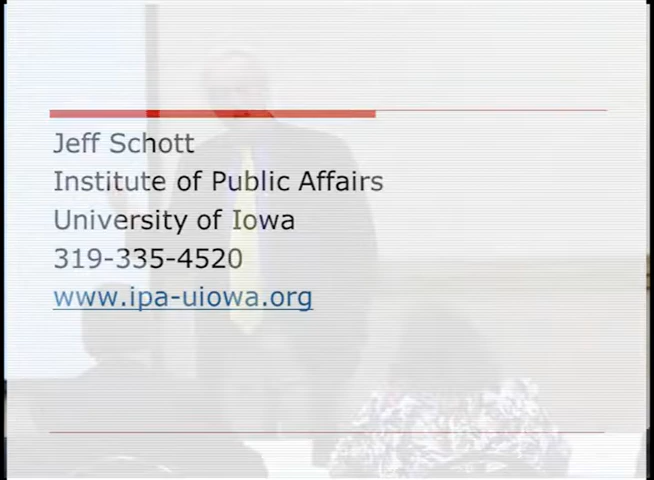 Jeff Schott
Institute of Public Affairs
University of Iowa
319-335-4520
www.ipa-uiowa.org